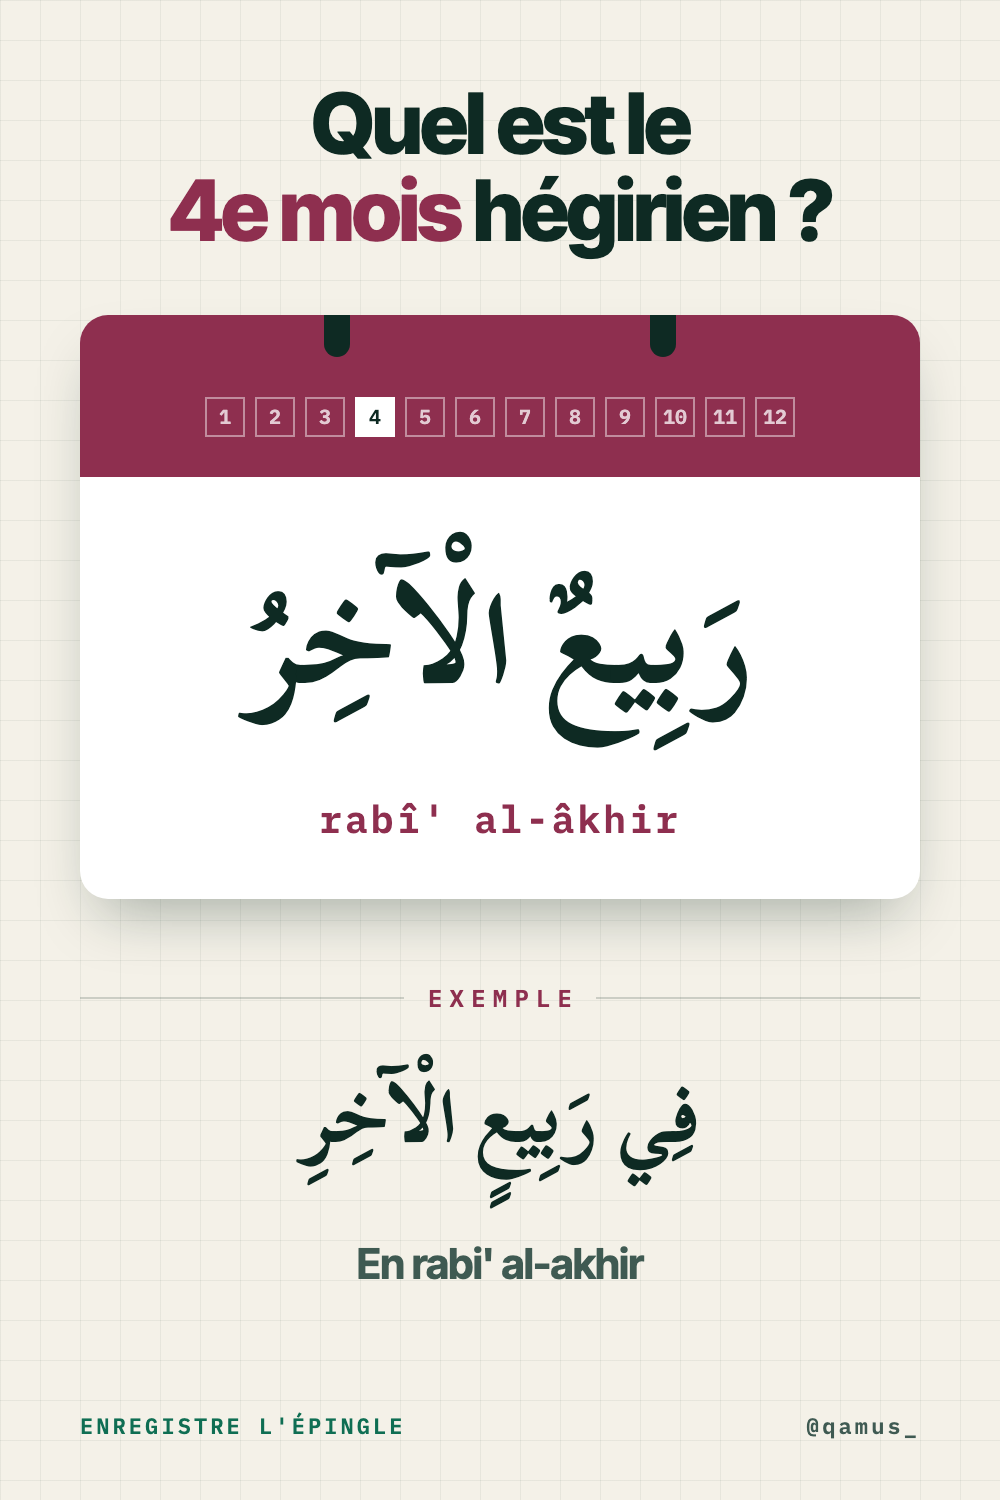 Quel est le
4e mois hégirien ?
1 2 3 4 5 6 7 8 9 10 11 12
رَبِيعٌ الْآخِرُ
rabî' al-âkhir
EXEMPLE
فِي رَبِيعٍ الْآخِرِ
En rabi' al-akhir
ENREGISTRE L'ÉPINGLE
@qamus_